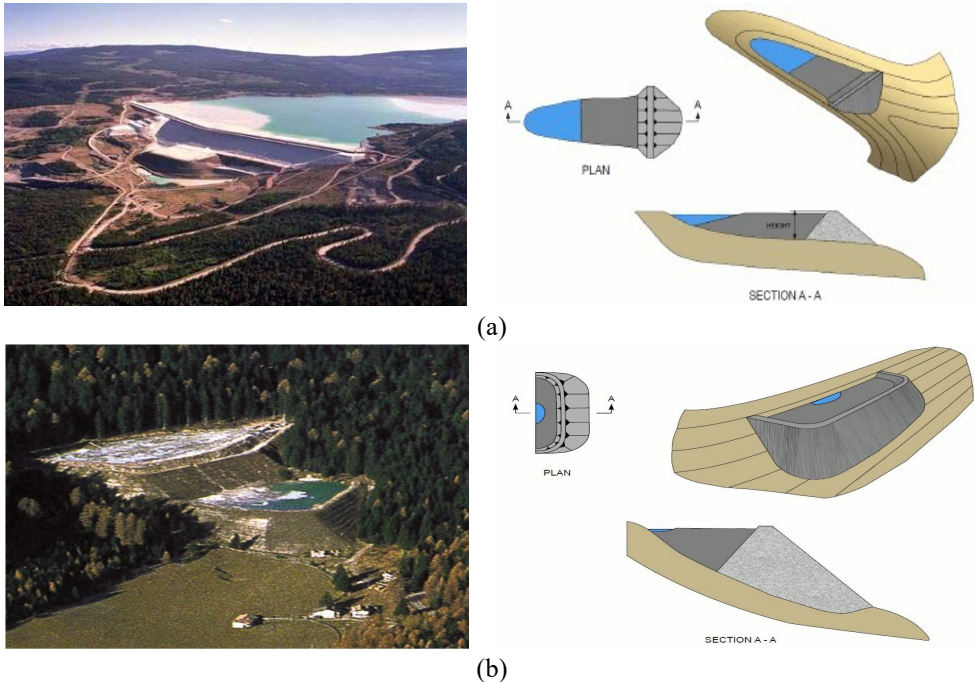 A A
PLAN
HEIGHT
SECTION A - A
(a)
A A
PLAN
SECTION A - A
(b)